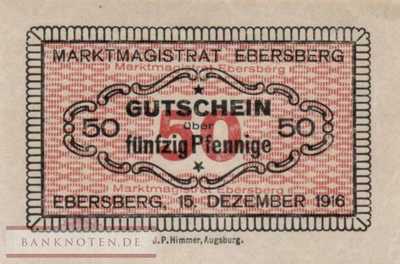 MARKTMAGISTRAT EBERSBERG
Marktmagistrat Ebersberg
GUTSCHEIN
50 über 50
50
fünfzig Pfennige
Marktmagistrat Ebersberg
EBERSBERG, 15. DEZEMBER 1916
BANKNOTEN.DE
J.P. Himmer, Augsburg.